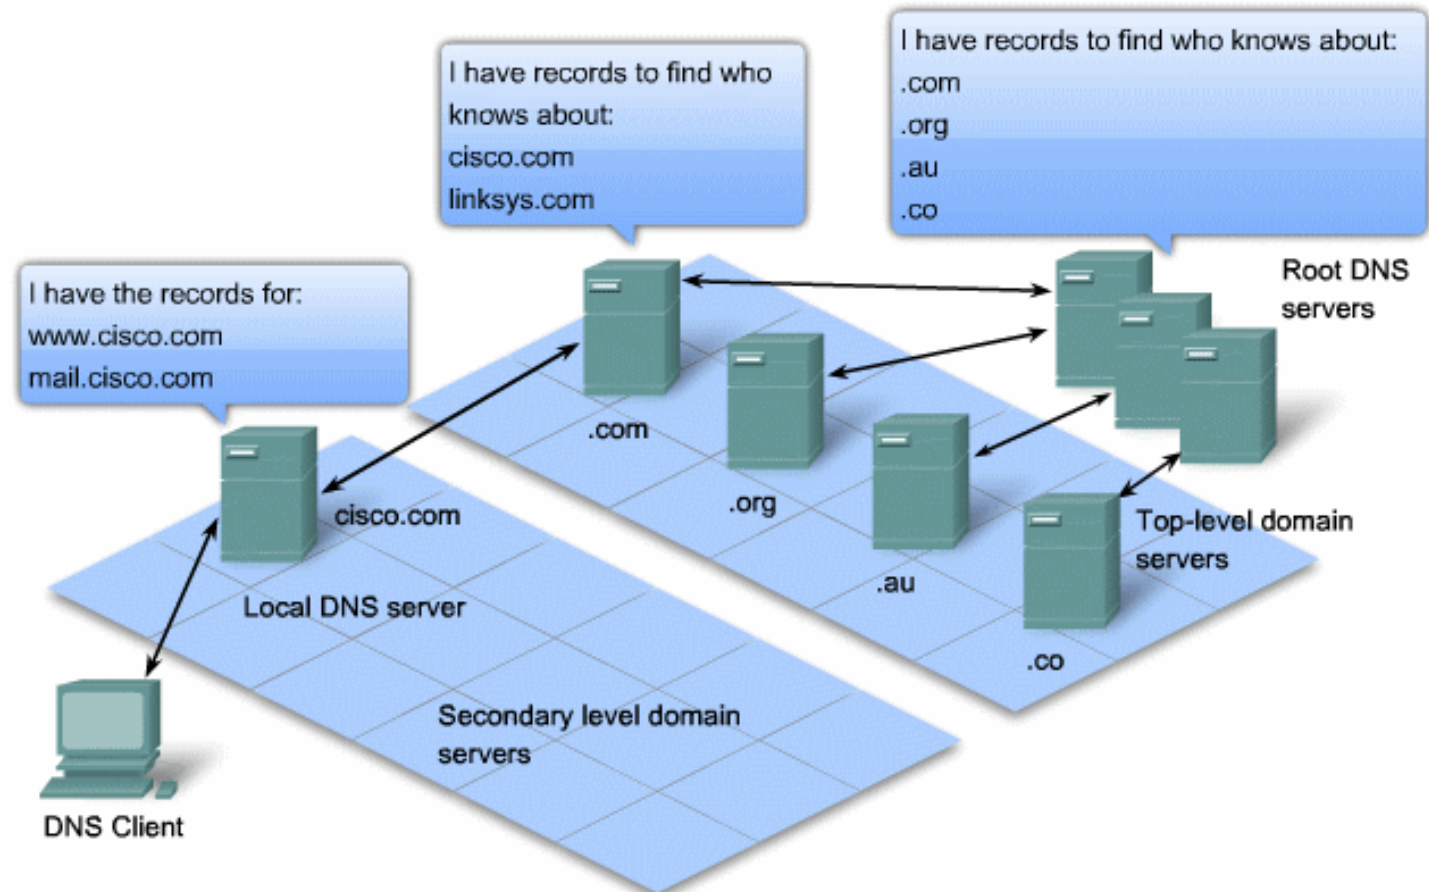 I have records to find who knows about:
.com
.org
.au
.co
I have records to find who
knows about:
cisco.com
linksys.com
I have the records for:
www.cisco.com
mail.cisco.com
Root DNS
servers
.com
.org
.au
.co
Top-level domain
servers
cisco.com
Local DNS server
Secondary level domain
servers
DNS Client